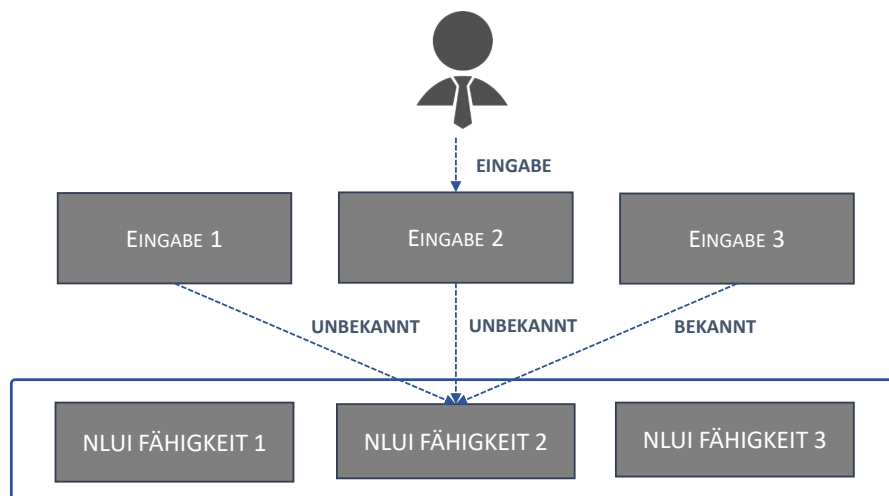 EINGABE
EINGABE 1
EINGABE 2
EINGABE 3
UNBEKANNT
UNBEKANNT
BEKANNT
NLUI FÄHIGKEIT 1
NLUI FÄHIGKEIT 2
NLUI FÄHIGKEIT 3